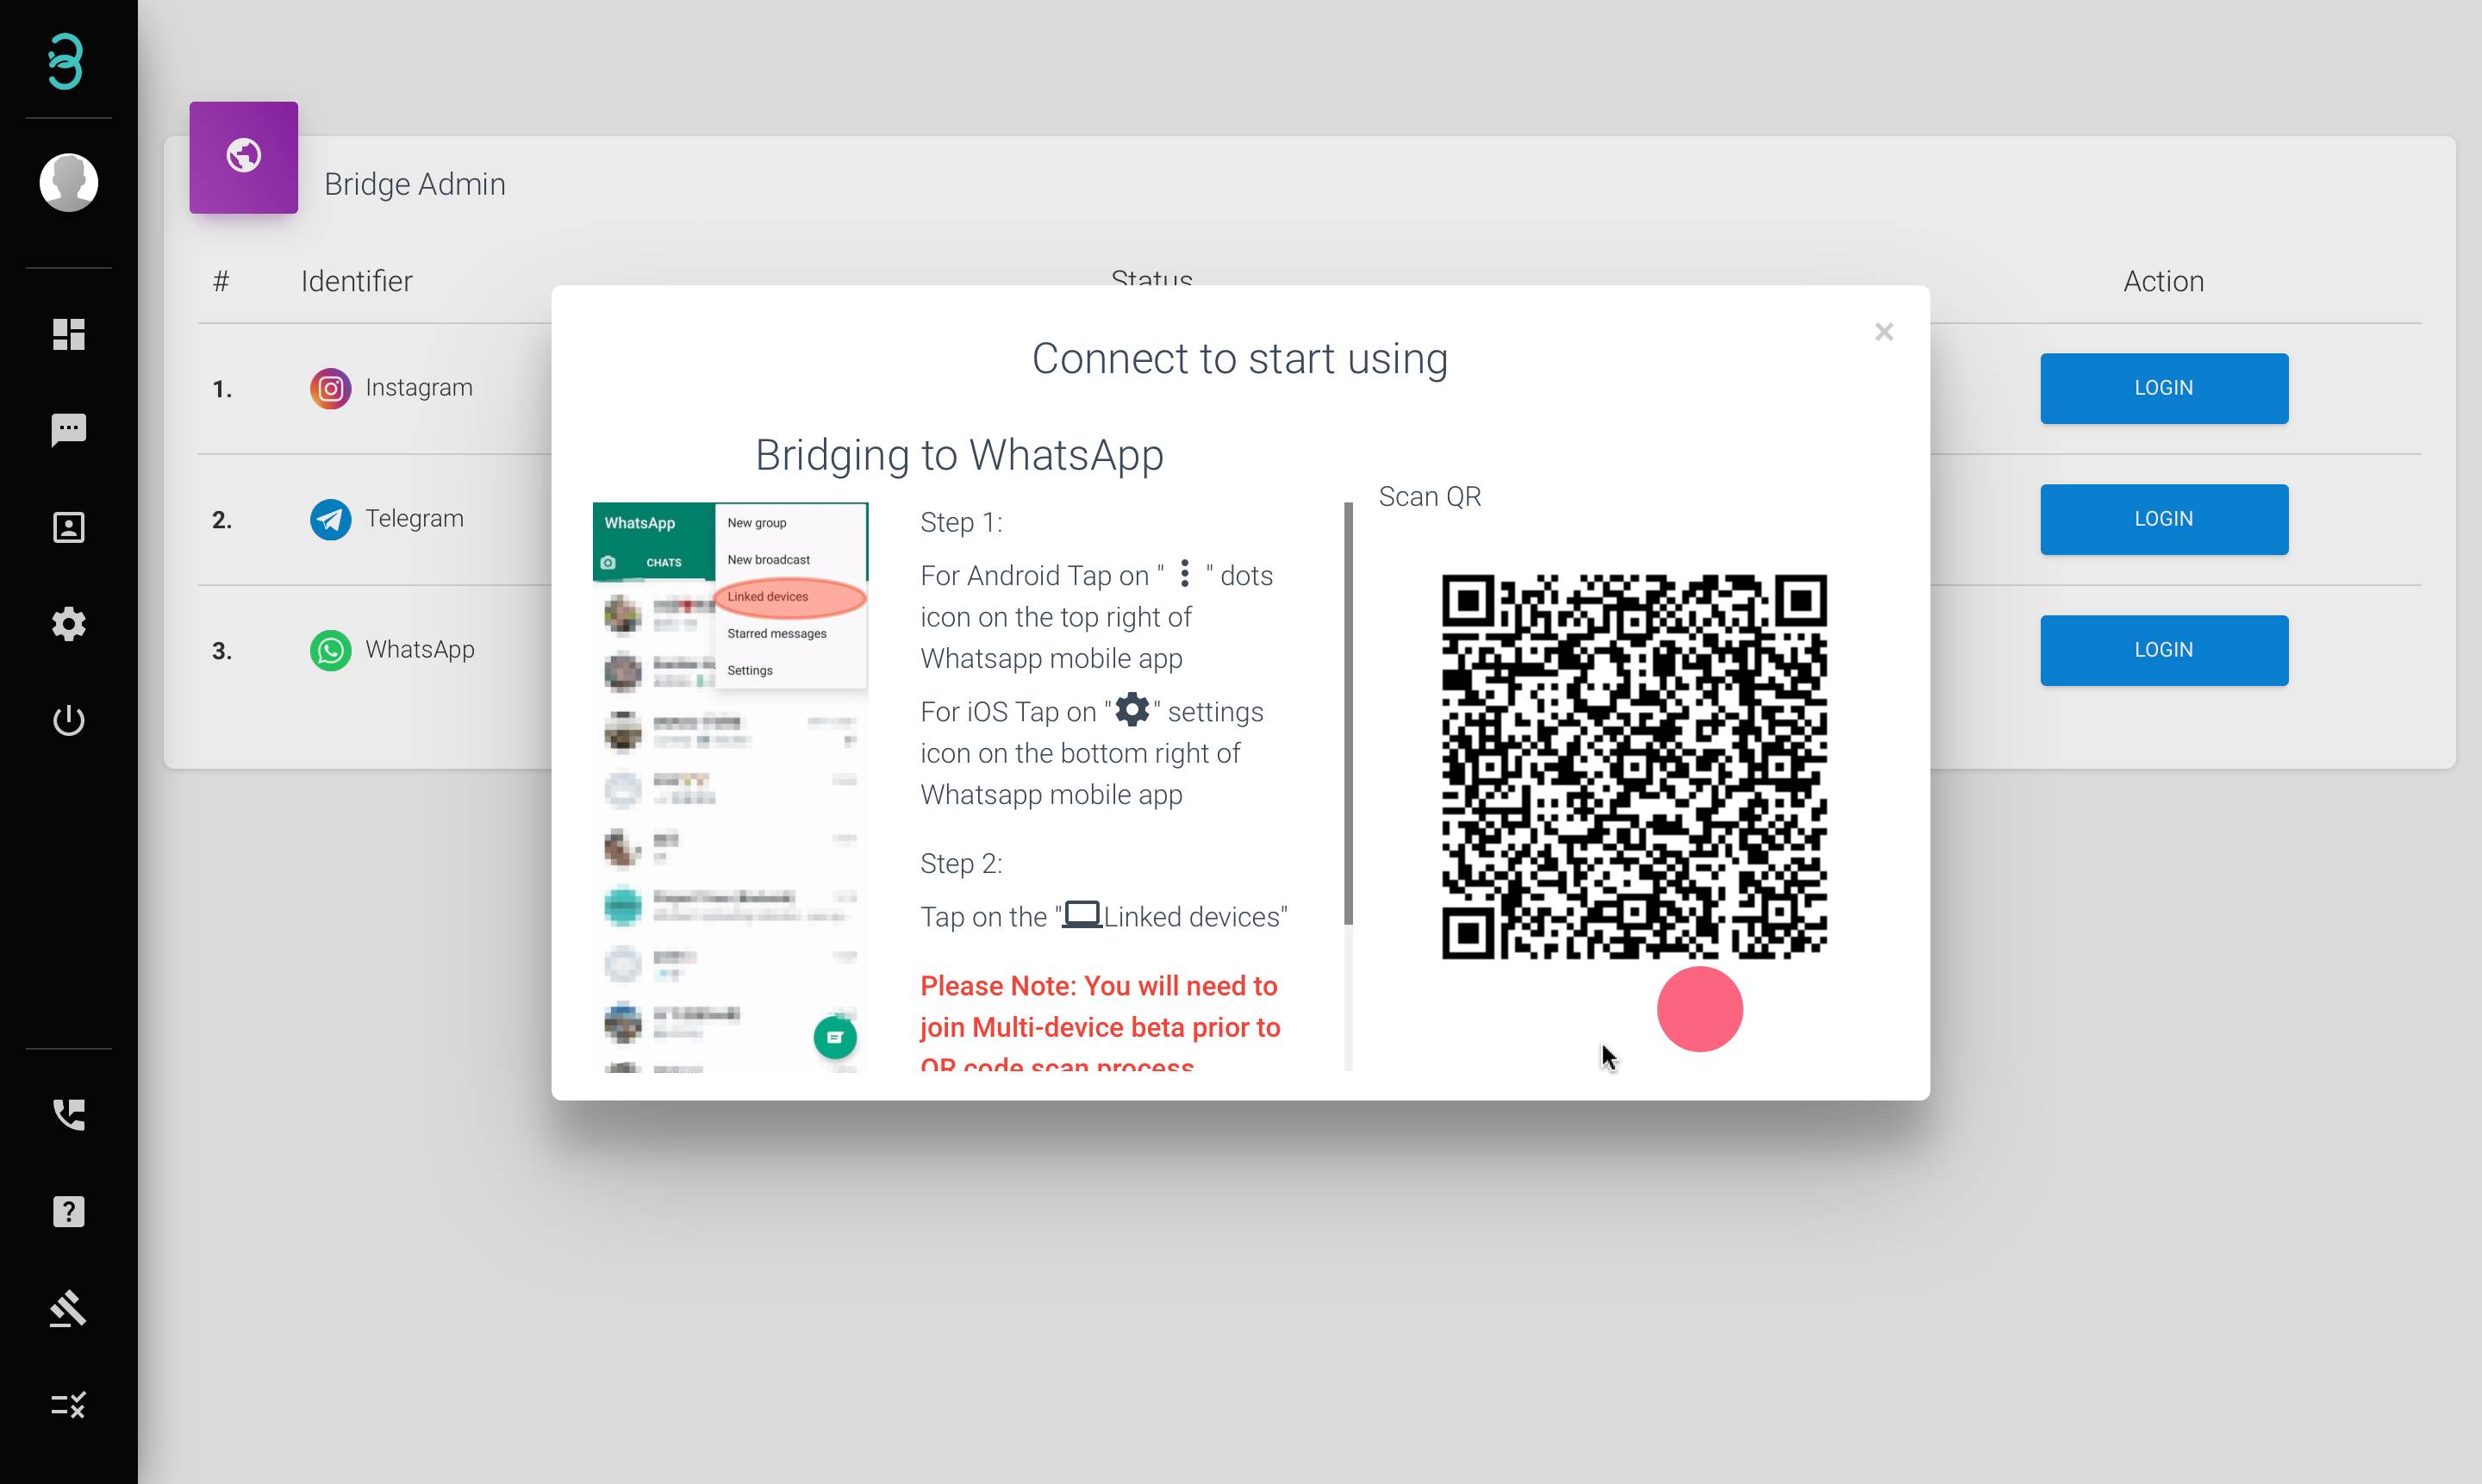 Bridge Admin
# Identifier Status Action
1. Instagram LOGIN
2. Telegram LOGIN
3. WhatsApp LOGIN
Connect to start using
×
Bridging to WhatsApp
WhatsApp
CHATS
New group
New broadcast
Linked devices
Starred messages
Settings
Step 1:
For Android Tap on " ⋮ " dots
icon on the top right of
Whatsapp mobile app
For iOS Tap on "⚙" settings
icon on the bottom right of
Whatsapp mobile app
Step 2:
Tap on the "💻Linked devices"
Please Note: You will need to
join Multi-device beta prior to
QR code scan process
Scan QR